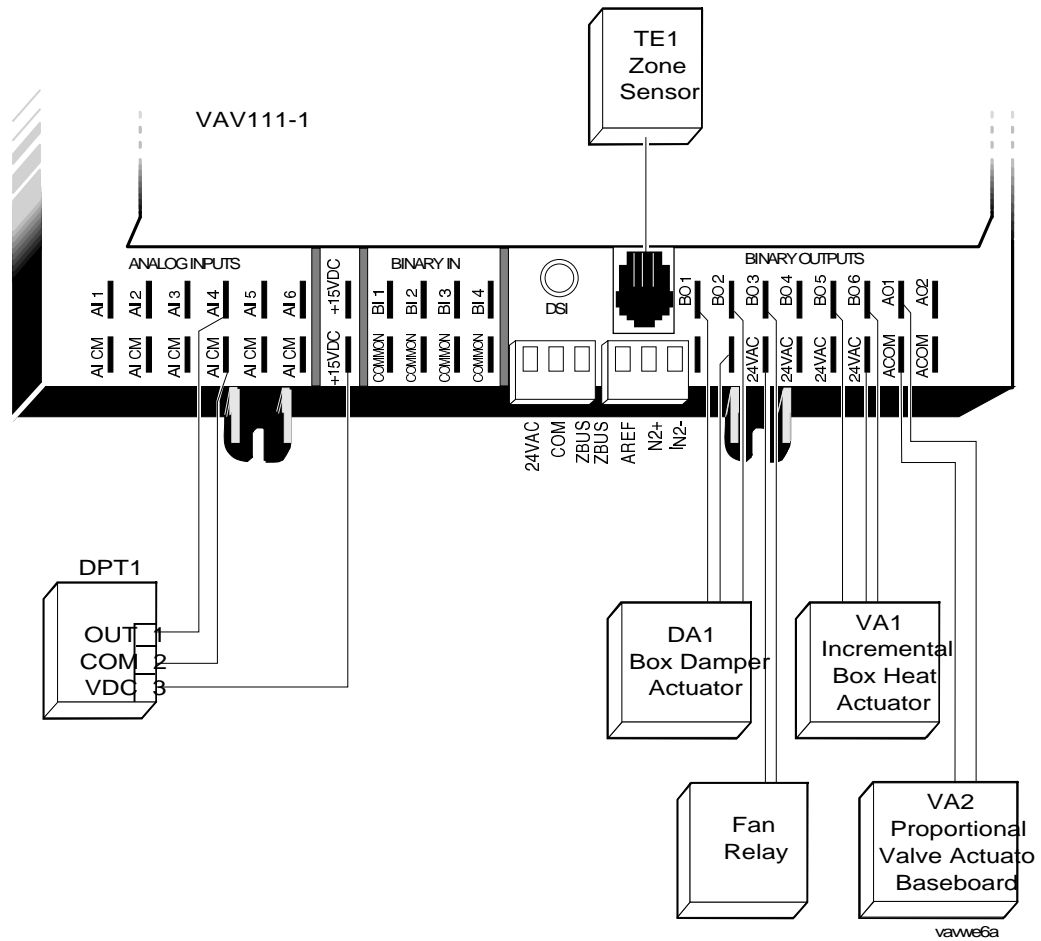 TE1
Zone
Sensor
VAV111-1
ANALOG INPUTS
BINARY IN
BINARY OUTPUTS
AI 1
AI 2
AI 3
AI 4
AI 5
AI 6
+15VDC
BI 1
BI 2
BI 3
BI 4
DSI
BO 1
BO 2
BO 3
BO 4
BO 5
BO 6
AO1
AO2
AI CM
AI CM
AI CM
AI CM
AI CM
AI CM
+15VDC
COMMON
COMMON
COMMON
COMMON
24VAC
24VAC
24VAC
24VAC
ACOM
ACOM
24VAC
COM
ZBUS
ZBUS
AREF
N2+
N2-
DPT1
OUT 1
COM 2
VDC 3
DA1
Box Damper
Actuator
VA1
Incremental
Box Heat
Actuator
Fan
Relay
VA2
Proportional
Valve Actuato
Baseboard
vavwe6a